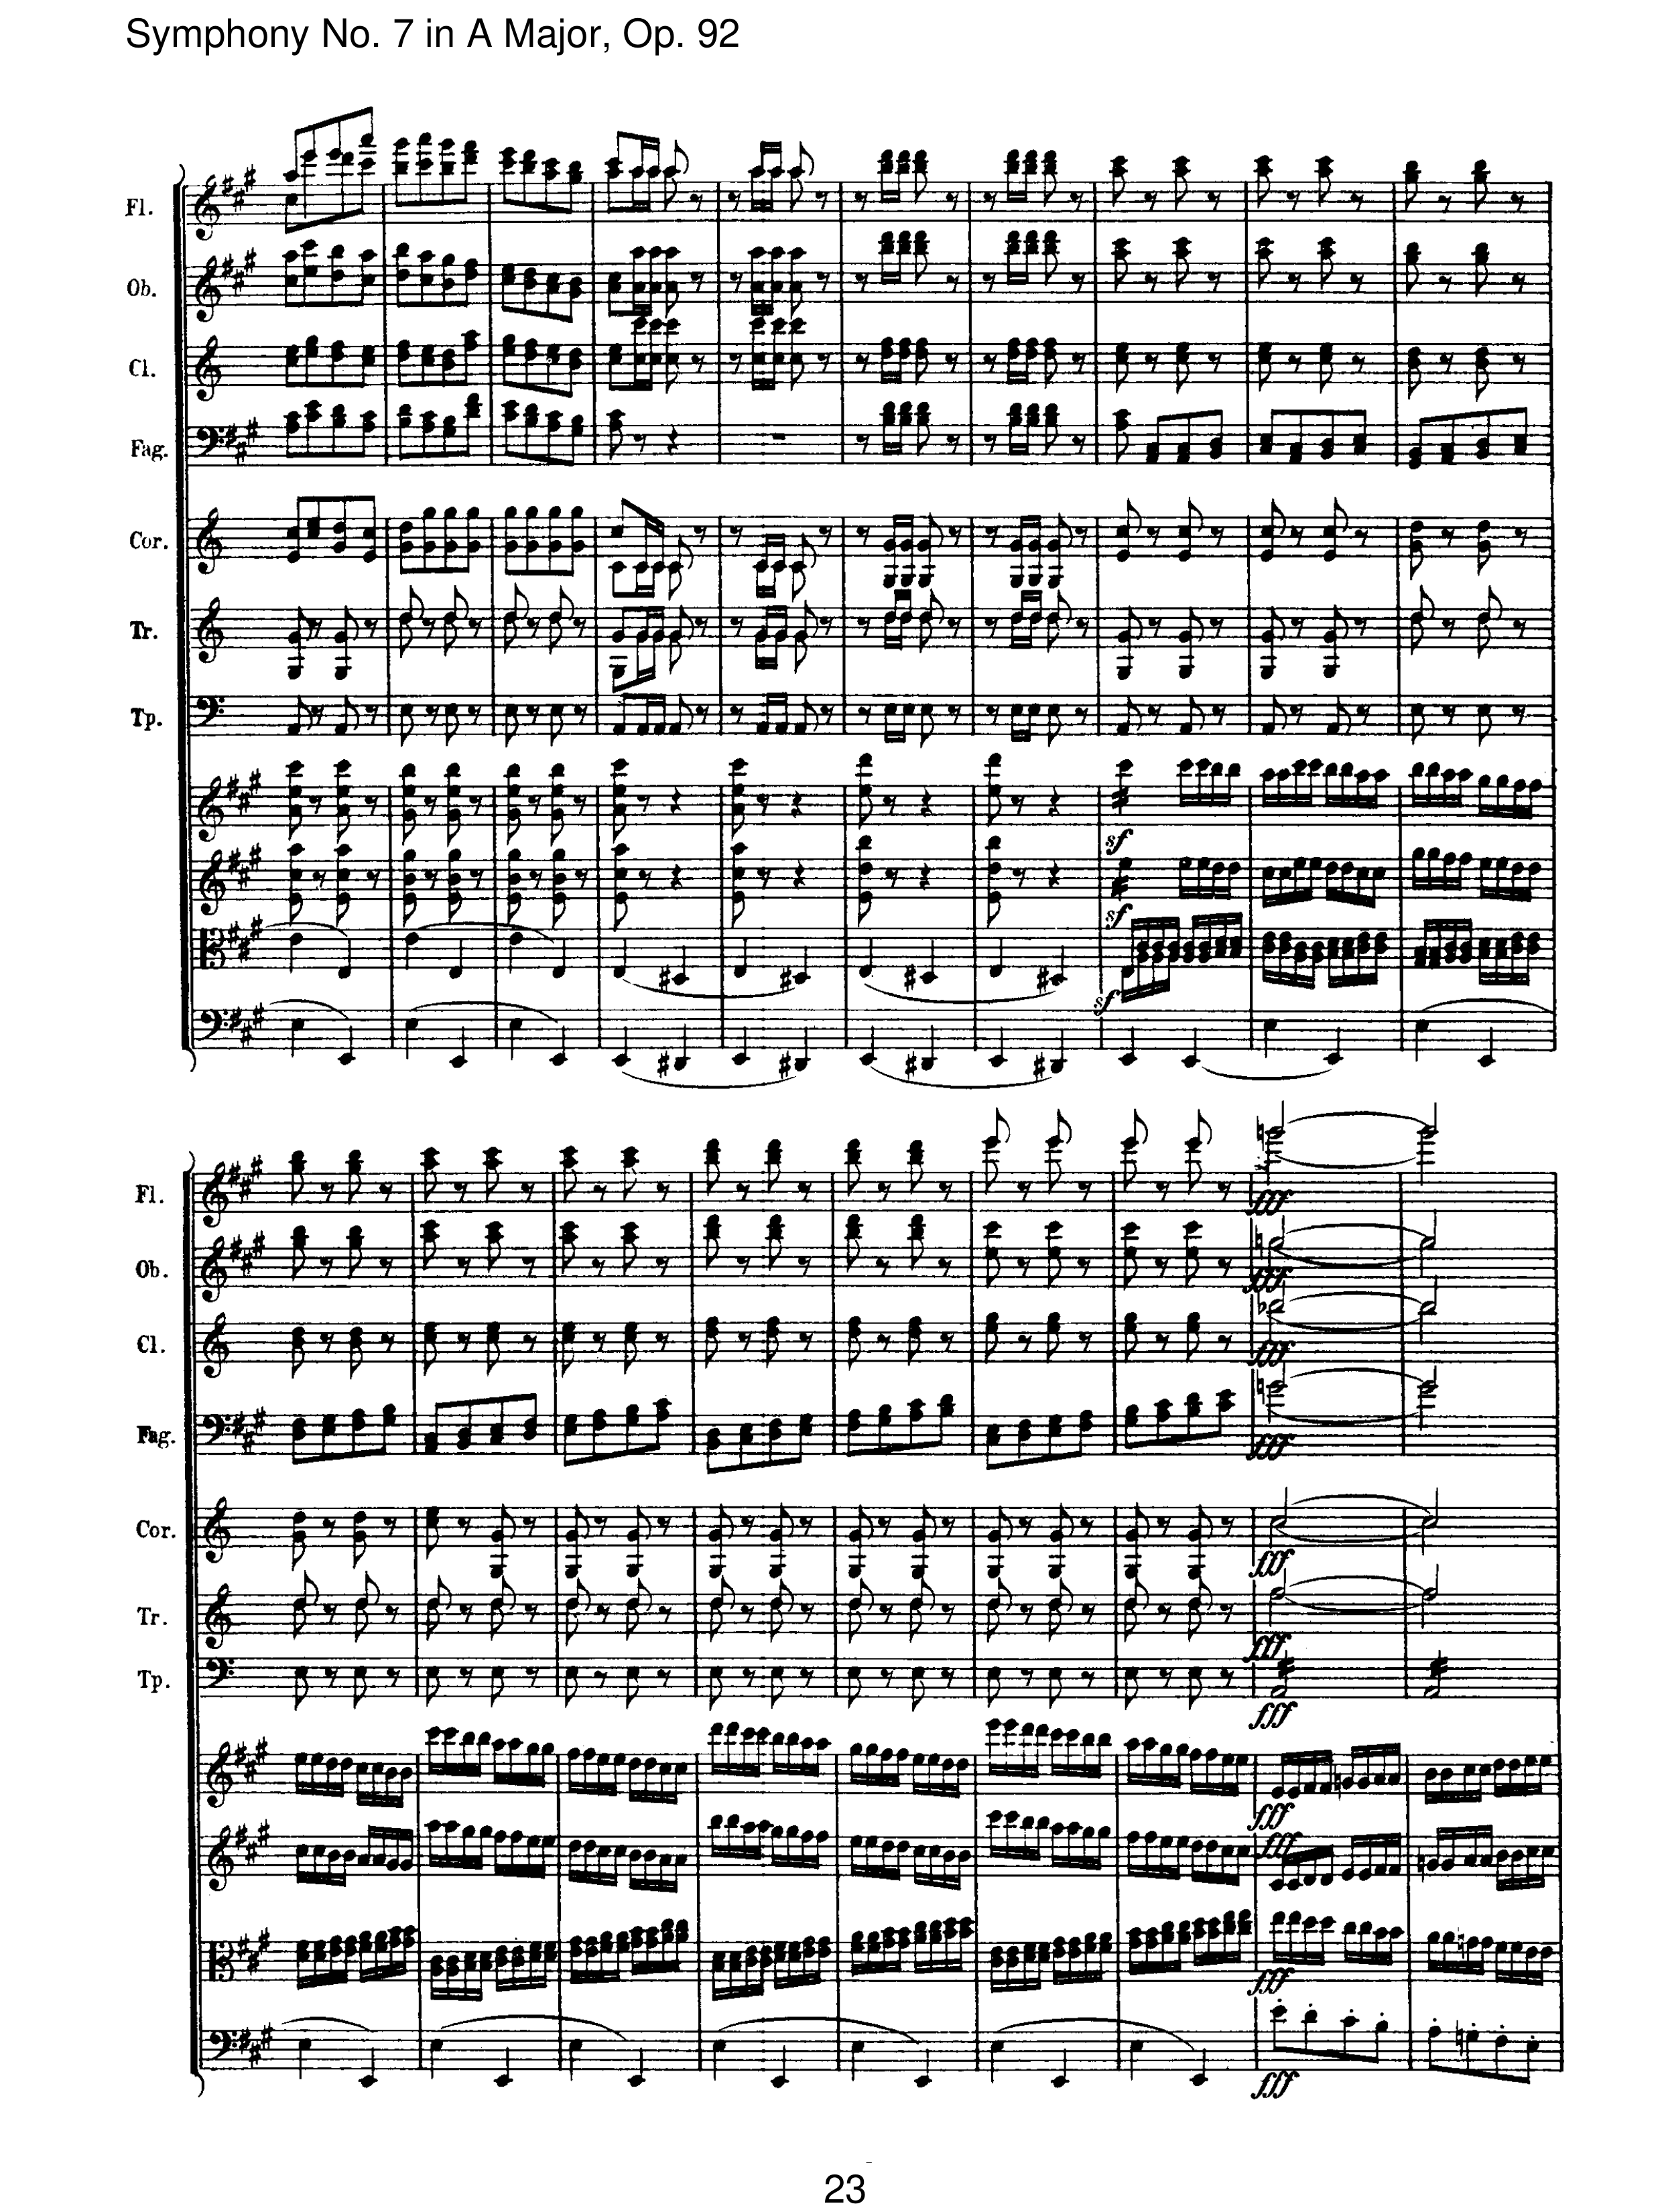 Symphony No. 7 in A Major, Op. 92
Fl.
Ob.
Cl.
Fag.
Cor.
Tr.
Tp.
sf
sf
sf
Fl.
fff
Ob.
fff
Cl.
fff
Fag.
fff
Cor.
fff
Tr.
fff
Tp.
fff
fff
fff
fff
fff
23